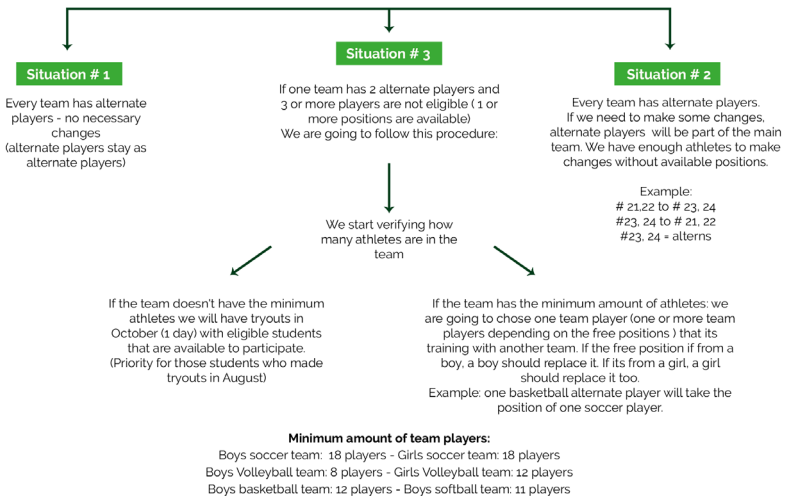 Situation # 1
Every team has alternate
players - no necessary
changes
(alternate players stay as
alternate players)
Situation # 3
If one team has 2 alternate players and
3 or more players are not eligible ( 1 or
more positions are available)
We are going to follow this procedure:
Situation # 2
Every team has alternate players.
If we need to make some changes,
alternate players will be part of the main
team. We have enough athletes to make
changes without available positions.
Example:
# 21,22 to # 23, 24
#23, 24 to # 21, 22
#23, 24 = alterns
We start verifying how
many athletes are in the
team
If the team doesn't have the minimum
athletes we will have tryouts in
October (1 day) with eligible students
that are available to participate.
(Priority for those students who made
tryouts in August)
If the team has the minimum amount of athletes: we
are going to chose one team player (one or more team
players depending on the free positions ) that its
training with another team. If the free position if from a
boy, a boy should replace it. If its from a girl, a girl
should replace it too.
Example: one basketball alternate player will take the
position of one soccer player.
Minimum amount of team players:
Boys soccer team: 18 players - Girls soccer team: 18 players
Boys Volleyball team: 8 players - Girls Volleyball team: 12 players
Boys basketball team: 12 players - Boys softball team: 11 players